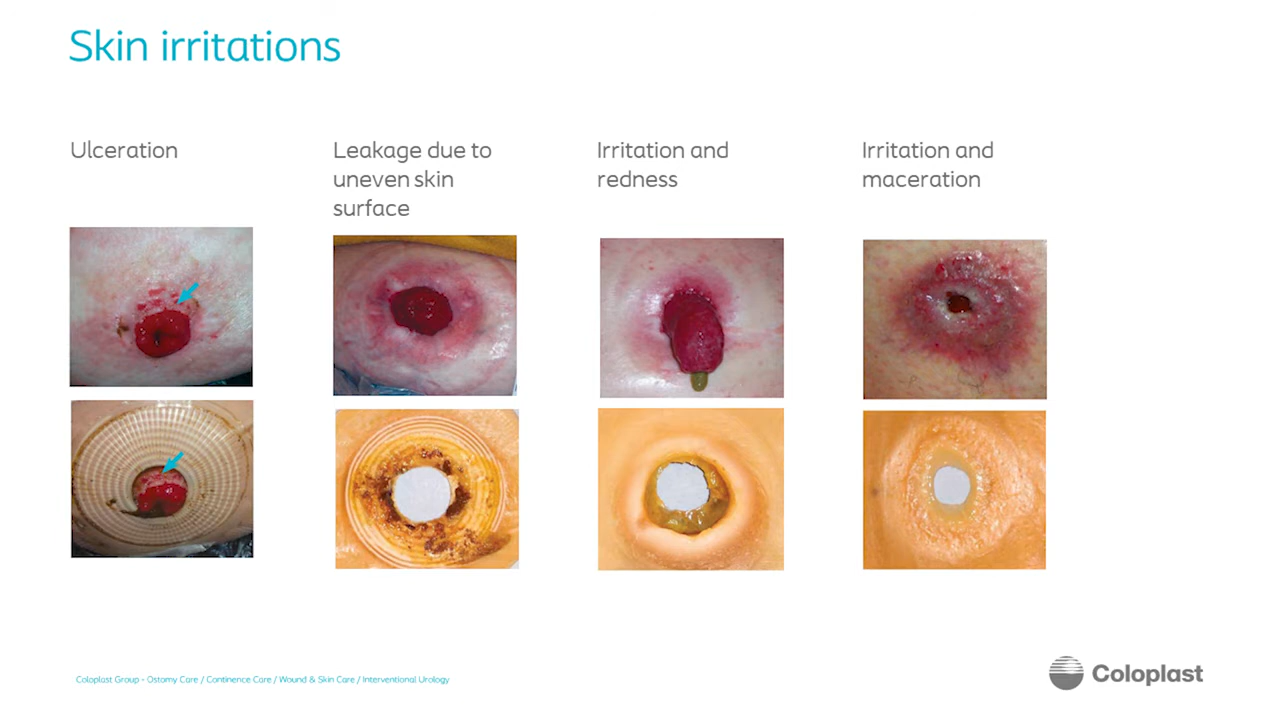 Skin irritations
Ulceration
Leakage due to
uneven skin
surface
Irritation and
redness
Irritation and
maceration
Coloplast Group - Ostomy Care / Continence Care / Wound & Skin Care / Interventional Urology
Coloplast